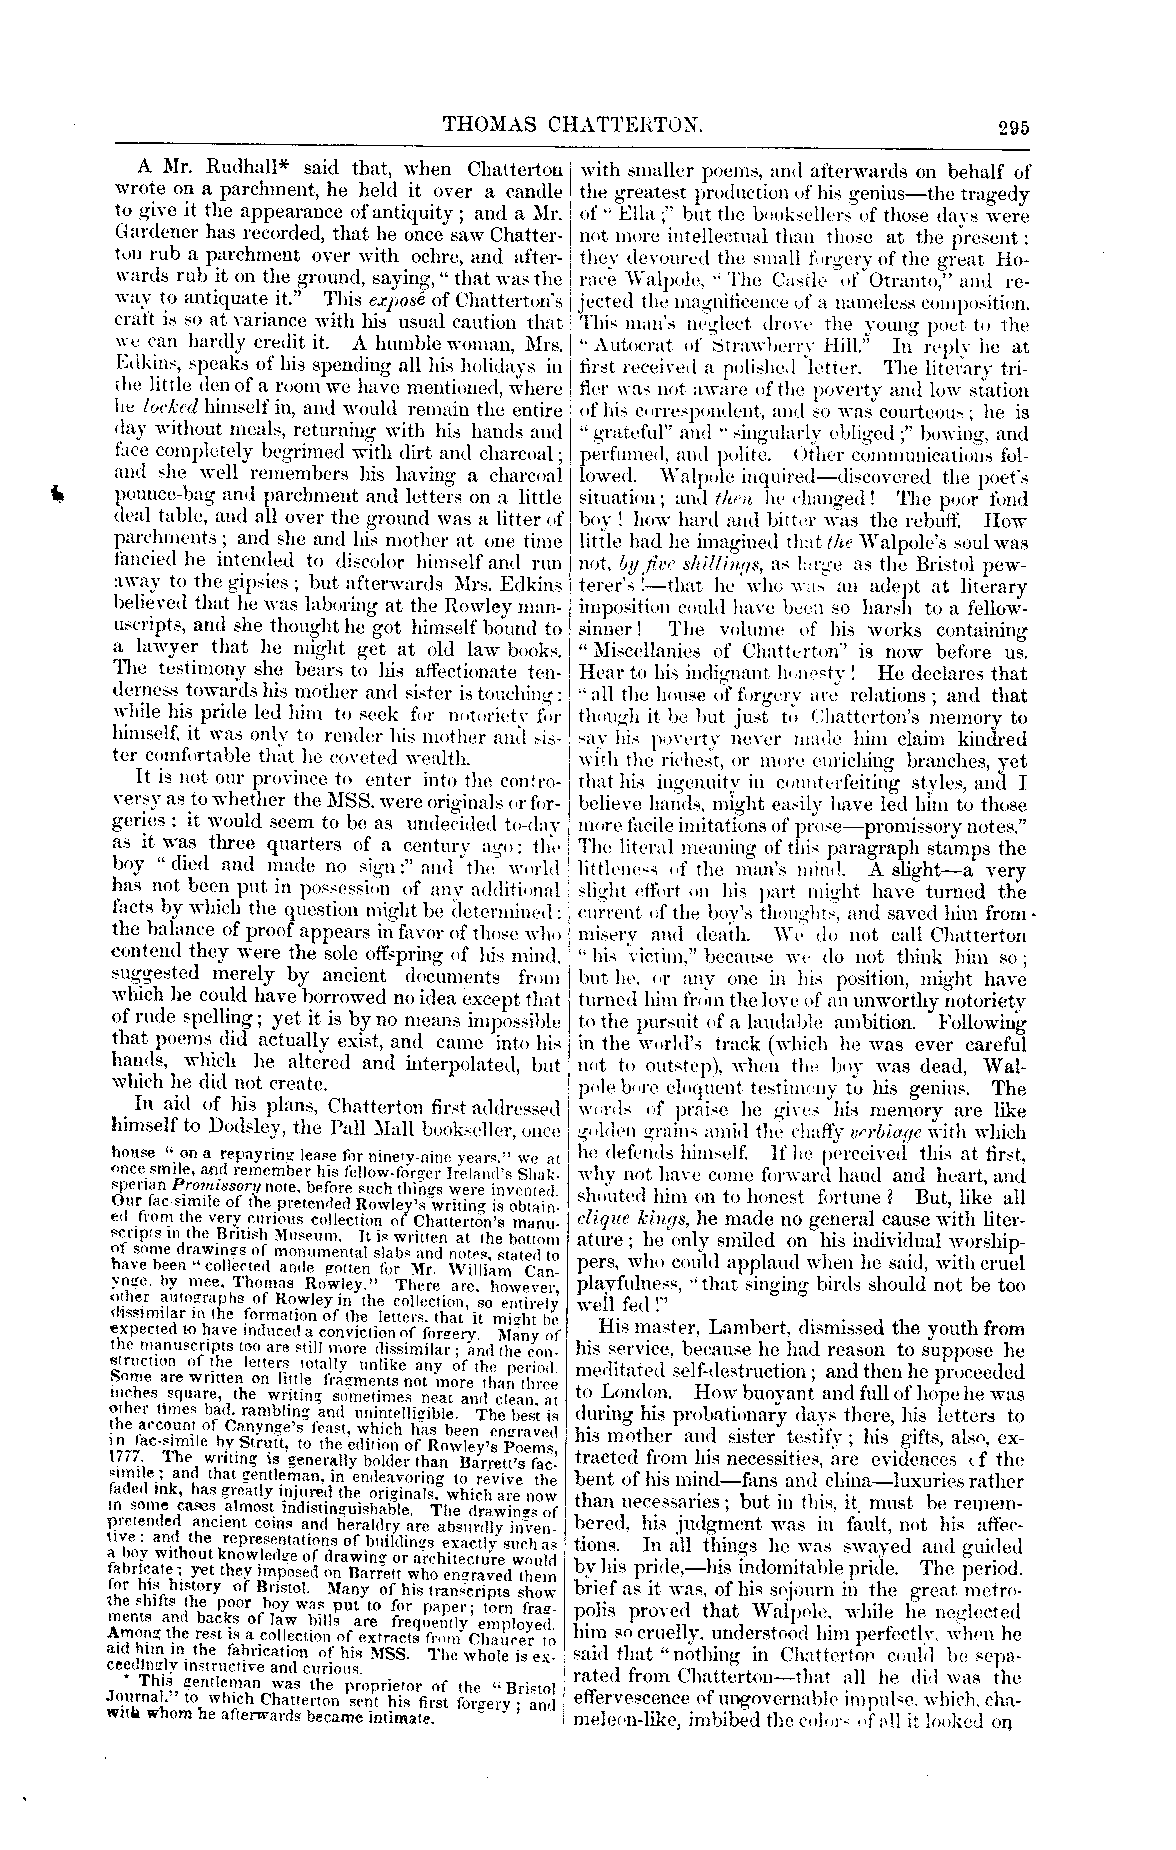 THOMAS CHATTERTON. 295
A Mr. Rudhall* said that, when Chatterton
wrote on a parchment, he held it over a candle
to give it the appearance of antiquity; and a Mr.
Gardener has recorded, that he once saw Chatter-
ton rub a parchment over with ochre, and after-
wards rub it on the ground, saying, "that was the
way to antiquate it." This exposé of Chatterton's
craft is so at variance with his usual caution that
we can hardly credit it. A humble woman, Mrs.
Edkins, speaks of his spending all his holidays in
the little den of a room we have mentioned, where
he locked himself in, and would remain the entire
day without meals, returning with his hands and
face completely begrimed with dirt and charcoal;
and she well remembers his having a charcoal
pounce-bag and parchment and letters on a little
deal table, and all over the ground was a litter of
parchments; and she and his mother at one time
fancied he intended to discolor himself and run
away to the gipsies; but afterwards Mrs. Edkins
believed that he was laboring at the Rowley man-
uscripts, and she thought he got himself bound to
a lawyer that he might get at old law books.
The testimony she bears to his affectionate ten-
derness towards his mother and sister is touching:
while his pride led him to seek for notoriety for
himself, it was only to render his mother and sis-
ter comfortable that he coveted wealth.
It is not our province to enter into the contro-
versy as to whether the MSS. were originals or for-
geries: it would seem to be as undecided to-day
as it was three quarters of a century ago: the
boy "died and made no sign:" and the world
has not been put in possession of any additional
facts by which the question might be determined:
the balance of proof appears in favor of those who
contend they were the sole offspring of his mind,
suggested merely by ancient documents from
which he could have borrowed no idea except that
of rude spelling; yet it is by no means impossible
that poems did actually exist, and came into his
hands, which he altered and interpolated, but
which he did not create.
In aid of his plans, Chatterton first addressed
himself to Dodsley, the Pall Mall bookseller, once
house "on a repayring lease for ninety-nine years," we at
once smile, and remember his fellow-forger Ireland's Shak-
sperian Promissory note, before such things were invented.
Our fac-simile of the pretended Rowley's writing is obtain-
ed from the very curious collection of Chatterton's manu-
scripts in the British Museum. It is written at the bottom
of some drawings of monumental slabs and notes, stated to
have been "collected ande gotten for Mr. William Can-
ynge, by mee, Thomas Rowley." There are, however,
other autographs of Rowley in the collection, so entirely
dissimilar in the formation of the letters, that it might be
expected to have induced a conviction of forgery. Many of
the manuscripts too are still more dissimilar; and the con-
struction of the letters totally unlike any of the period.
Some are written on little fragments not more than three
inches square, the writing sometimes neat and clean, at
other times bad, rambling and unintelligible. The best is
the account of Canynge's feast, which has been engraved
in fac-simile by Strutt, to the edition of Rowley's Poems,
1777. The writing is generally bolder than Barrett's fac-
simile; and that gentleman, in endeavoring to revive the
faded ink, has greatly injured the originals, which are now
in some cases almost indistinguishable. The drawings of
pretended ancient coins and heraldry are absurdly inven-
tive: and the representations of buildings exactly such as
a boy without knowledge of drawing or architecture would
fabricate; yet they imposed on Barrett who engraved them
for his history of Bristol. Many of his transcripts show
the shifts the poor boy was put to for paper; torn frag-
ments and backs of law bills are frequently employed.
Among the rest is a collection of extracts from Chaucer to
aid him in the fabrication of his MSS. The whole is ex-
ceedingly instructive and curious.
* This gentleman was the proprietor of the "Bristol
Journal," to which Chatterton sent his first forgery; and
with whom he afterwards became intimate.
with smaller poems, and afterwards on behalf of
the greatest production of his genius—the tragedy
of "Ella;" but the booksellers of those days were
not more intellectual than those at the present:
they devoured the small forgery of the great Ho-
race Walpole, "The Castle of Otranto," and re-
jected the magnificence of a nameless composition.
This man's neglect drove the young poet to the
"Autocrat of Strawberry Hill." In reply he at
first received a polished letter. The literary tri-
fler was not aware of the poverty and low station
of his correspondent, and so was courteous; he is
"grateful" and "singularly obliged;" bowing, and
perfumed, and polite. Other communications fol-
lowed. Walpole inquired—discovered the poet's
situation; and then he changed! The poor fond
boy! how hard and bitter was the rebuff. How
little had he imagined that the Walpole's soul was
not, by five shillings, as large as the Bristol pew-
terer's!—that he who was an adept at literary
imposition could have been so harsh to a fellow-
sinner! The volume of his works containing
"Miscellanies of Chatterton" is now before us.
Hear to his indignant honesty! He declares that
"all the house of forgery are relations; and that
though it be but just to Chatterton's memory to
say his poverty never made him claim kindred
with the richest, or more enriching branches, yet
that his ingenuity in counterfeiting styles, and I
believe hands, might easily have led him to those
more facile imitations of prose—promissory notes."
The literal meaning of this paragraph stamps the
littleness of the man's mind. A slight—a very
slight effort on his part might have turned the
current of the boy's thoughts, and saved him from
misery and death. We do not call Chatterton
"his victim," because we do not think him so;
but he, or any one in his position, might have
turned him from the love of an unworthy notoriety
to the pursuit of a laudable ambition. Following
in the world's track (which he was ever careful
not to outstep), when the boy was dead, Wal-
pole bore eloquent testimony to his genius. The
words of praise he gives his memory are like
golden grains amid the chaffy verbiage with which
he defends himself. If he perceived this at first,
why not have come forward hand and heart, and
shouted him on to honest fortune? But, like all
clique kings, he made no general cause with liter-
ature; he only smiled on his individual worship-
pers, who could applaud when he said, with cruel
playfulness, "that singing birds should not be too
well fed!"
His master, Lambert, dismissed the youth from
his service, because he had reason to suppose he
meditated self-destruction; and then he proceeded
to London. How buoyant and full of hope he was
during his probationary days there, his letters to
his mother and sister testify; his gifts, also, ex-
tracted from his necessities, are evidences of the
bent of his mind—fans and china—luxuries rather
than necessaries; but in this, it must be remem-
bered, his judgment was in fault, not his affec-
tions. In all things he was swayed and guided
by his pride,—his indomitable pride. The period.
brief as it was, of his sojourn in the great metro-
polis proved that Walpole, while he neglected
him so cruelly, understood him perfectly, when he
said that "nothing in Chatterton could be sepa-
rated from Chatterton—that all he did was the
effervescence of ungovernable impulse, which, cha-
meleon-like, imbibed the colors of all it looked on